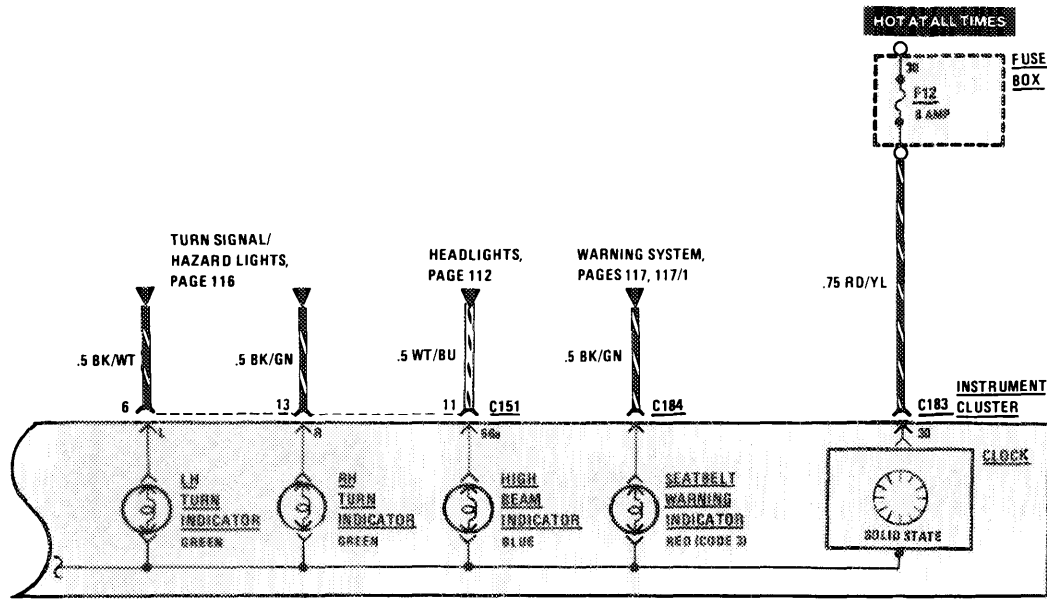 HOT AT ALL TIMES
30
F12
8 AMP
FUSE
BOX
TURN SIGNAL/
HAZARD LIGHTS,
PAGE 116
HEADLIGHTS,
PAGE 112
WARNING SYSTEM,
PAGES 117, 117/1
.75 RD/YL
.5 BK/WT
.5 BK/GN
.5 WT/BU
.5 BK/GN
6
13
11
C151
C184
C183
INSTRUMENT
CLUSTER
L
R
56a
30
LH
TURN
INDICATOR
GREEN
RH
TURN
INDICATOR
GREEN
HIGH
BEAM
INDICATOR
BLUE
SEATBELT
WARNING
INDICATOR
RED (CODE 3)
CLOCK
SOLID STATE